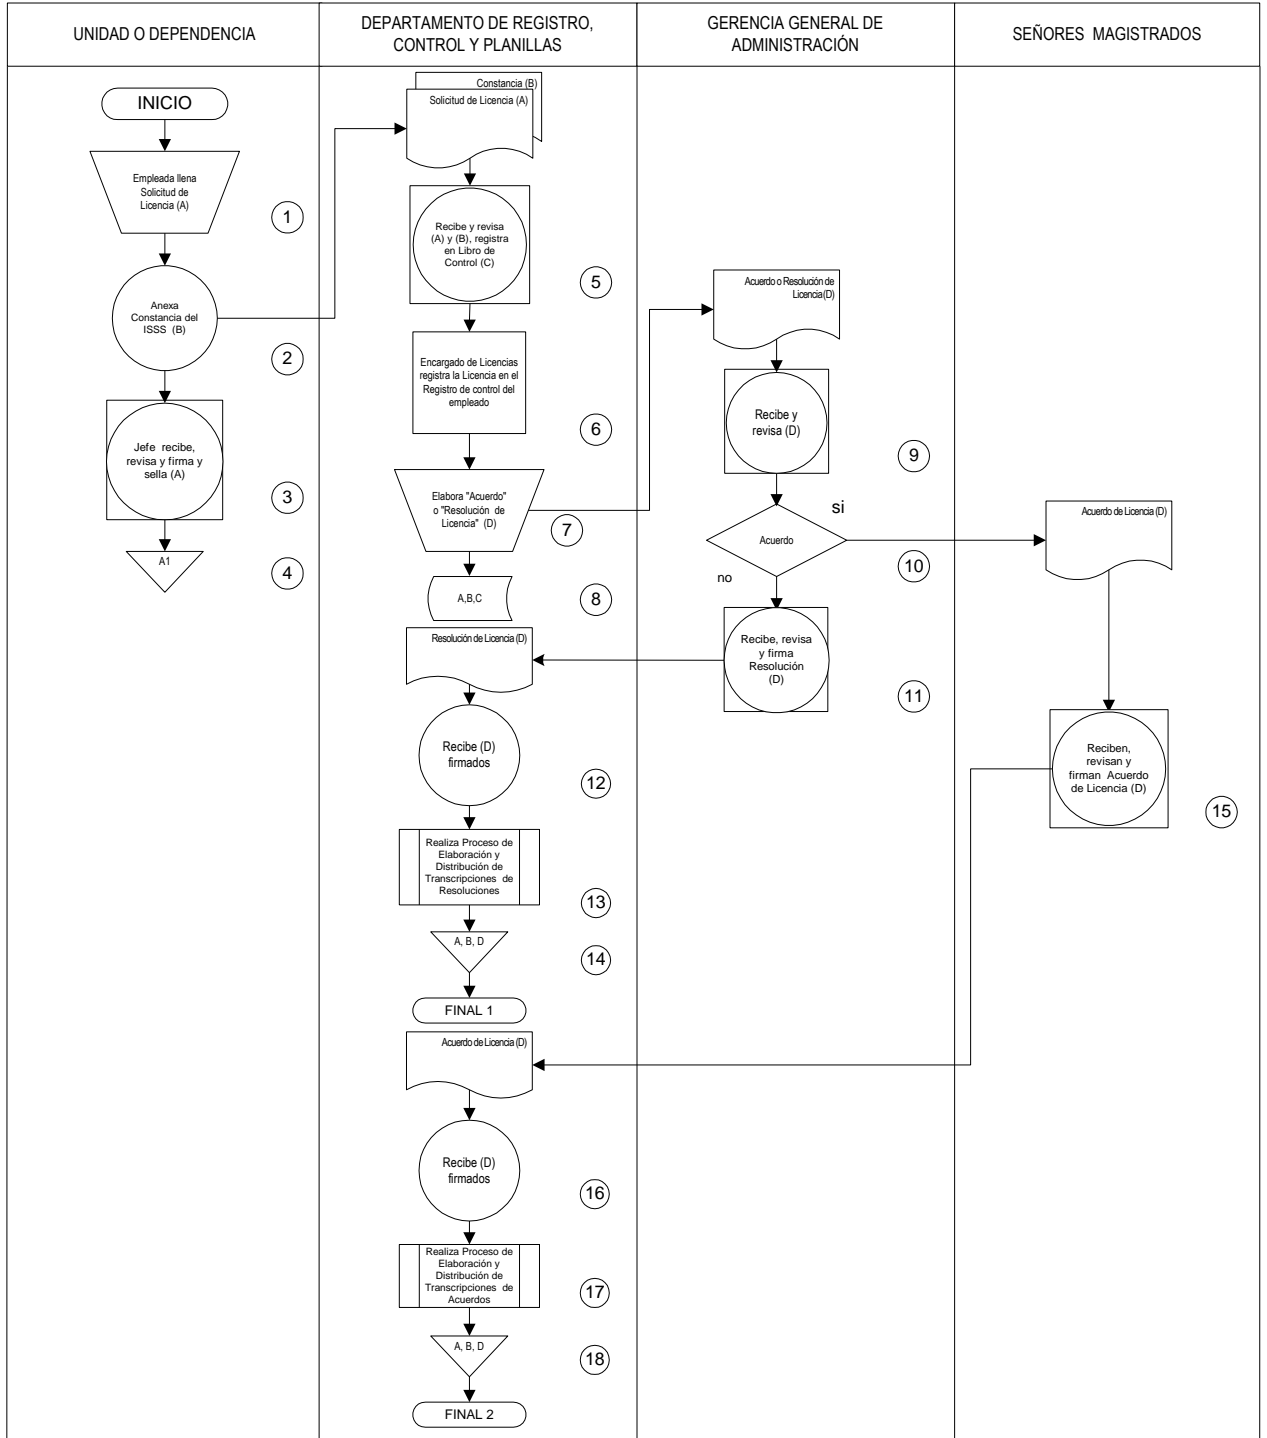 UNIDAD O DEPENDENCIA
DEPARTAMENTO DE REGISTRO,
CONTROL Y PLANILLAS
GERENCIA GENERAL DE
ADMINISTRACIÓN
SEÑORES MAGISTRADOS
INICIO
Empleada llena
Solicitud de
Licencia (A)
1
Anexa
Constancia del
ISSS (B)
2
Jefe recibe,
revisa y firma y
sella (A)
3
A1
4
Constancia (B)
Solicitud de Licencia (A)
Recibe y revisa
(A) y (B), registra
en Libro de
Control (C)
5
Encargado de Licencias
registra la Licencia en el
Registro de control del
empleado
6
Elabora "Acuerdo"
o "Resolución de
Licencia" (D)
7
A,B,C
8
Acuerdo o Resolución de
Licencia(D)
Recibe y
revisa (D)
9
Acuerdo
si
no
10
Recibe, revisa
y firma
Resolución
(D)
11
Resolución de Licencia (D)
Recibe (D)
firmados
12
Realiza Proceso de
Elaboración y
Distribución de
Transcripciones de
Resoluciones
13
A, B, D
14
FINAL 1
Acuerdo de Licencia (D)
Reciben,
revisan y
firman Acuerdo
de Licencia (D)
15
Acuerdo de Licencia (D)
Recibe (D)
firmados
16
Realiza Proceso de
Elaboración y
Distribución de
Transcripciones de
Acuerdos
17
A, B, D
18
FINAL 2